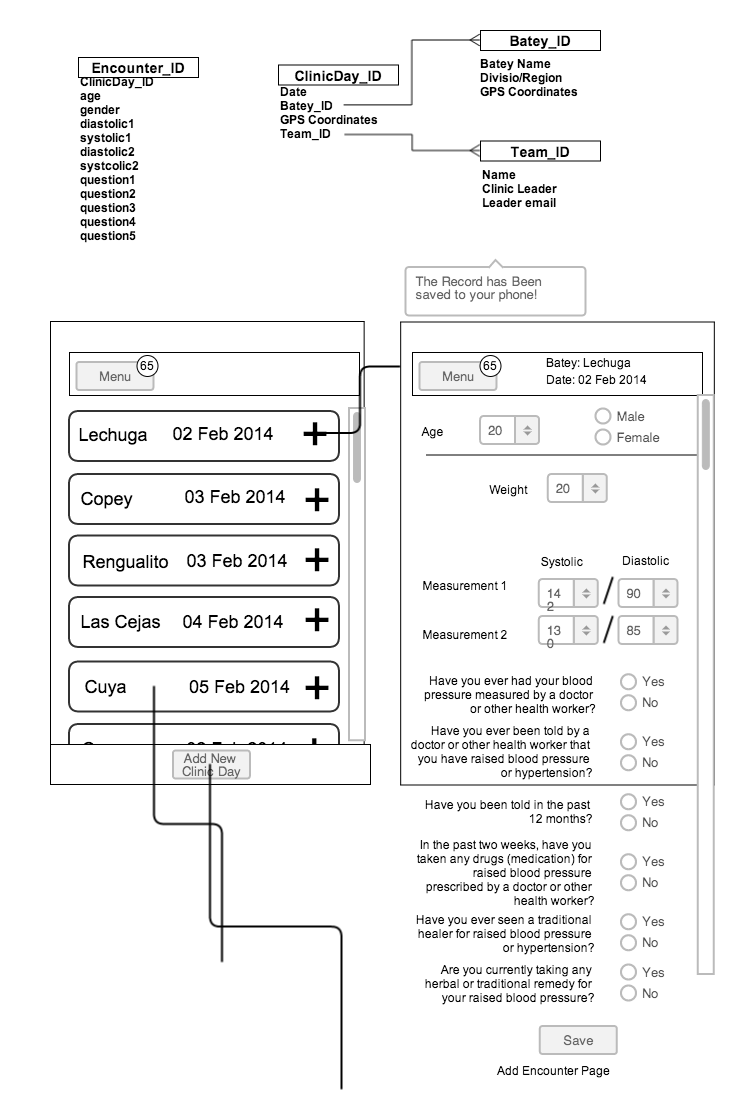 Encounter_ID
ClinicDay_ID
age
gender
diastolic1
systolic1
diastolic2
systcolic2
question1
question2
question3
question4
question5
ClinicDay_ID
Date
Batey_ID
GPS Coordinates
Team_ID
Batey_ID
Batey Name
Divisio/Region
GPS Coordinates
Team_ID
Name
Clinic Leader
Leader email
The Record has Been
saved to your phone!
Menu 65
Lechuga 02 Feb 2014 +
Copey 03 Feb 2014 +
Rengualito 03 Feb 2014 +
Las Cejas 04 Feb 2014 +
Cuya 05 Feb 2014 +
Add New
Clinic Day
Menu 65
Batey: Lechuga
Date: 02 Feb 2014
Age 20
Male
Female
Weight 20
Systolic Diastolic
Measurement 1 142 / 90
Measurement 2 130 / 85
Have you ever had your blood
pressure measured by a doctor
or other health worker?
Yes
No
Have you ever been told by a
doctor or other health worker that
you have raised blood pressure
or hypertension?
Yes
No
Have you been told in the past
12 months?
Yes
No
In the past two weeks, have you
taken any drugs (medication) for
raised blood pressure
prescribed by a doctor or other
health worker?
Yes
No
Have you ever seen a traditional
healer for raised blood pressure
or hypertension?
Yes
No
Are you currently taking any
herbal or traditional remedy for
your raised blood pressure?
Yes
No
Save
Add Encounter Page